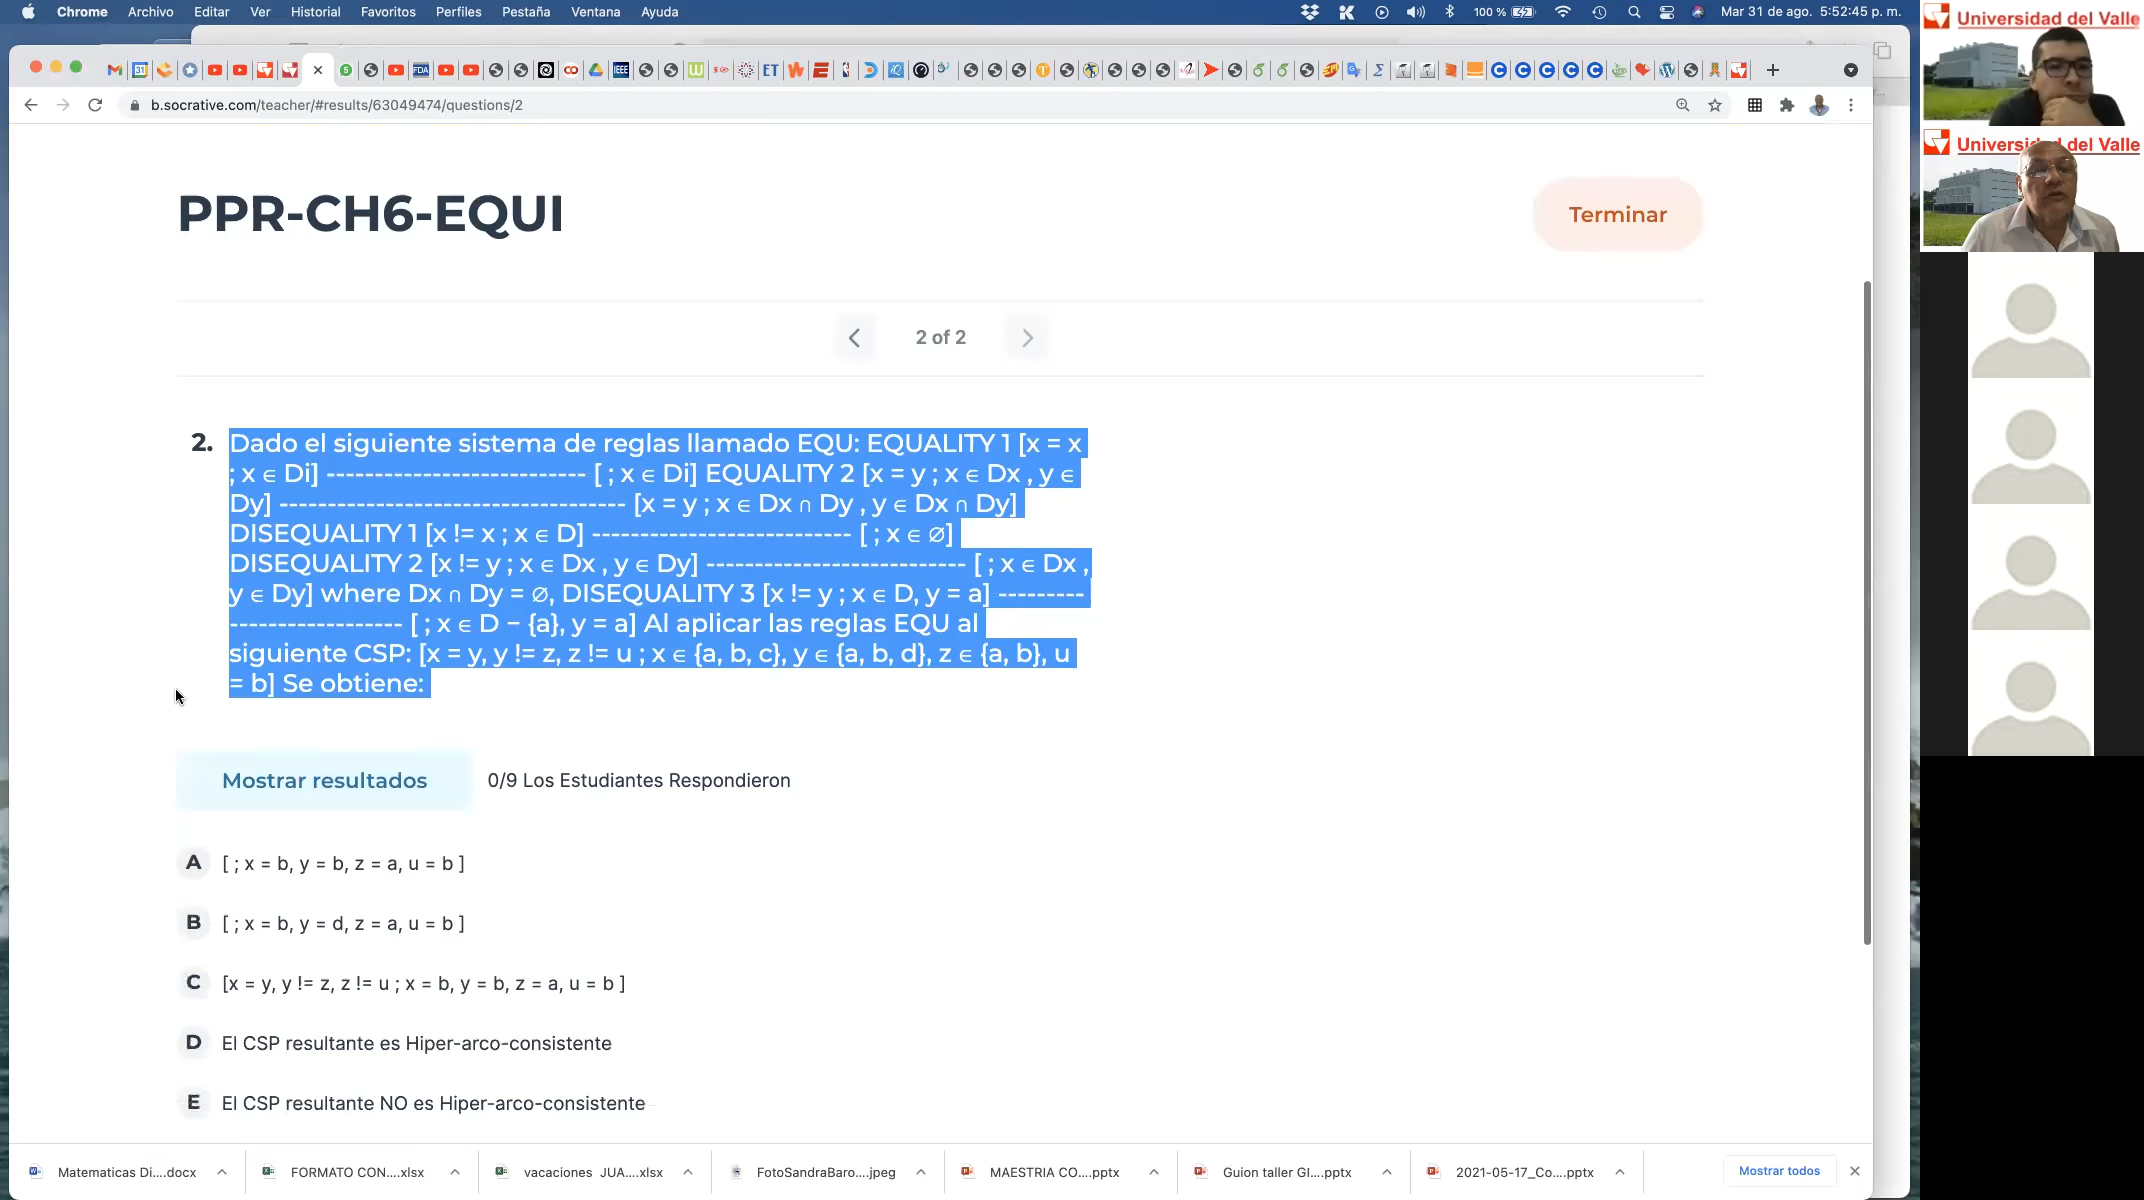 Chrome Archivo Editar Ver Historial Favoritos Perfiles Pestaña Ventana Ayuda
100 % Mar 31 de ago. 5:52:45 p. m.
b.socrative.com/teacher/#results/63049474/questions/2
Universidad del Valle
Universidad del Valle
PPR-CH6-EQUI
Terminar
2 of 2
2. Dado el siguiente sistema de reglas llamado EQU: EQUALITY 1 [x = x
; x ∈ Di] --------------------------- [ ; x ∈ Di] EQUALITY 2 [x = y ; x ∈ Dx , y ∈
Dy] ------------------------------------ [x = y ; x ∈ Dx ∩ Dy , y ∈ Dx ∩ Dy]
DISEQUALITY 1 [x != x ; x ∈ D] --------------------------- [ ; x ∈ ∅]
DISEQUALITY 2 [x != y ; x ∈ Dx , y ∈ Dy] --------------------------- [ ; x ∈ Dx ,
y ∈ Dy] where Dx ∩ Dy = ∅, DISEQUALITY 3 [x != y ; x ∈ D, y = a] ---------
------------------ [ ; x ∈ D − {a}, y = a] Al aplicar las reglas EQU al
siguiente CSP: [x = y, y != z, z != u ; x ∈ {a, b, c}, y ∈ {a, b, d}, z ∈ {a, b}, u
= b] Se obtiene:
Mostrar resultados
0/9 Los Estudiantes Respondieron
A [ ; x = b, y = b, z = a, u = b ]
B [ ; x = b, y = d, z = a, u = b ]
C [x = y, y != z, z != u ; x = b, y = b, z = a, u = b ]
D El CSP resultante es Hiper-arco-consistente
E El CSP resultante NO es Hiper-arco-consistente
Matematicas Di....docx
FORMATO CON....xlsx
vacaciones JUA....xlsx
FotoSandraBaro....jpeg
MAESTRIA CO....pptx
Guion taller GI....pptx
2021-05-17_Co....pptx
Mostrar todos